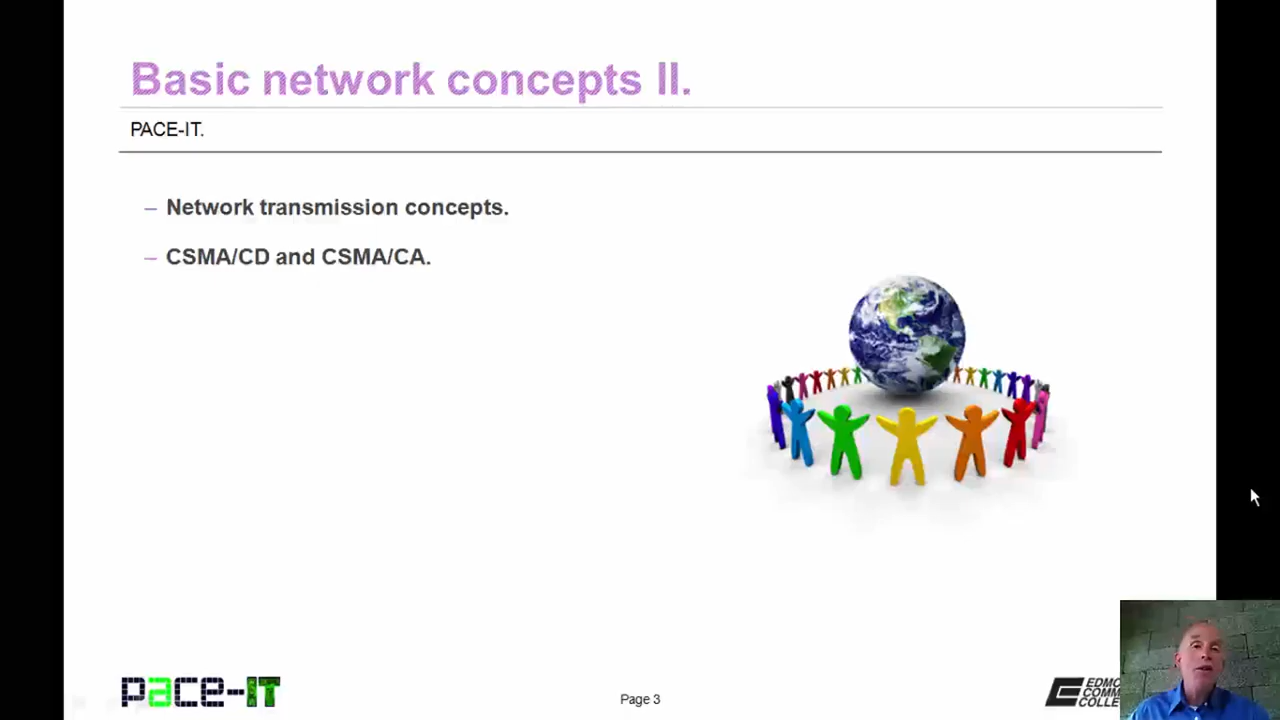 Basic network concepts II.
PACE-IT.
– Network transmission concepts.
– CSMA/CD and CSMA/CA.
pace-IT
Page 3